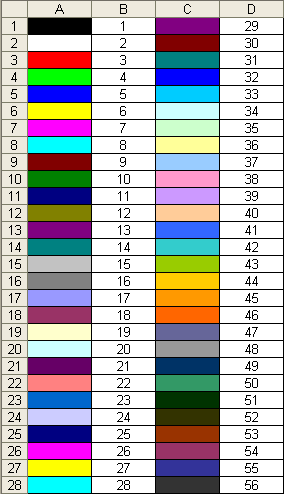 A B C D
1 1 29
2 2 30
3 3 31
4 4 32
5 5 33
6 6 34
7 7 35
8 8 36
9 9 37
10 10 38
11 11 39
12 12 40
13 13 41
14 14 42
15 15 43
16 16 44
17 17 45
18 18 46
19 19 47
20 20 48
21 21 49
22 22 50
23 23 51
24 24 52
25 25 53
26 26 54
27 27 55
28 28 56